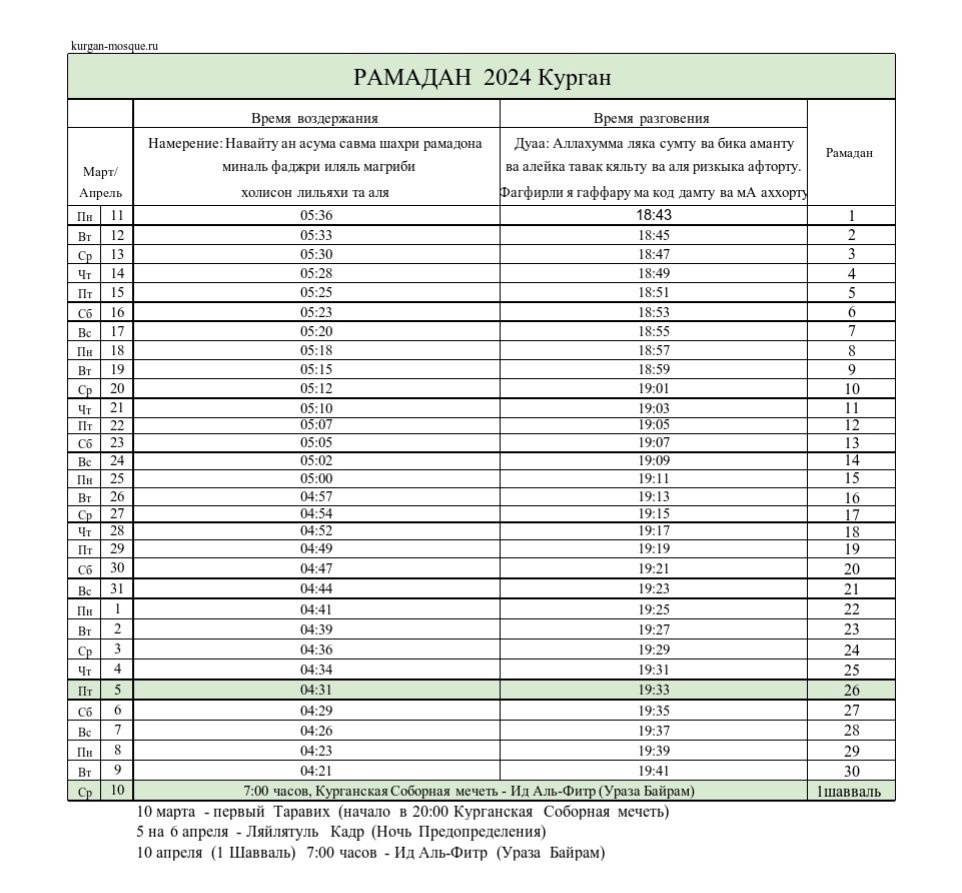 kurgan-mosque.ru
РАМАДАН 2024 Курган
Время воздержания Время разговения
Март/ Апрель
Намерение: Навайту ан асума савма шахри рамадона
миналь фаджри иляль магриби
холисон лильяхи та аля
Дуаа: Аллахумма ляка сумту ва бика аманту
ва алейка тавак кяльту ва аля ризкыка афторту.
Фагфирли я гаффару ма код дамту ва мА аххорту
Рамадан
Пн 11 05:36 18:43 1
Вт 12 05:33 18:45 2
Ср 13 05:30 18:47 3
Чт 14 05:28 18:49 4
Пт 15 05:25 18:51 5
Сб 16 05:23 18:53 6
Вс 17 05:20 18:55 7
Пн 18 05:18 18:57 8
Вт 19 05:15 18:59 9
Ср 20 05:12 19:01 10
Чт 21 05:10 19:03 11
Пт 22 05:07 19:05 12
Сб 23 05:05 19:07 13
Вс 24 05:02 19:09 14
Пн 25 05:00 19:11 15
Вт 26 04:57 19:13 16
Ср 27 04:54 19:15 17
Чт 28 04:52 19:17 18
Пт 29 04:49 19:19 19
Сб 30 04:47 19:21 20
Вс 31 04:44 19:23 21
Пн 1 04:41 19:25 22
Вт 2 04:39 19:27 23
Ср 3 04:36 19:29 24
Чт 4 04:34 19:31 25
Пт 5 04:31 19:33 26
Сб 6 04:29 19:35 27
Вс 7 04:26 19:37 28
Пн 8 04:23 19:39 29
Вт 9 04:21 19:41 30
Ср 10 7:00 часов, Курганская Соборная мечеть - Ид Аль-Фитр (Ураза Байрам) 1шавваль
10 марта - первый Таравих (начало в 20:00 Курганская Соборная мечеть)
5 на 6 апреля - Ляйлятуль Кадр (Ночь Предопределения)
10 апреля (1 Шавваль) 7:00 часов - Ид Аль-Фитр (Ураза Байрам)